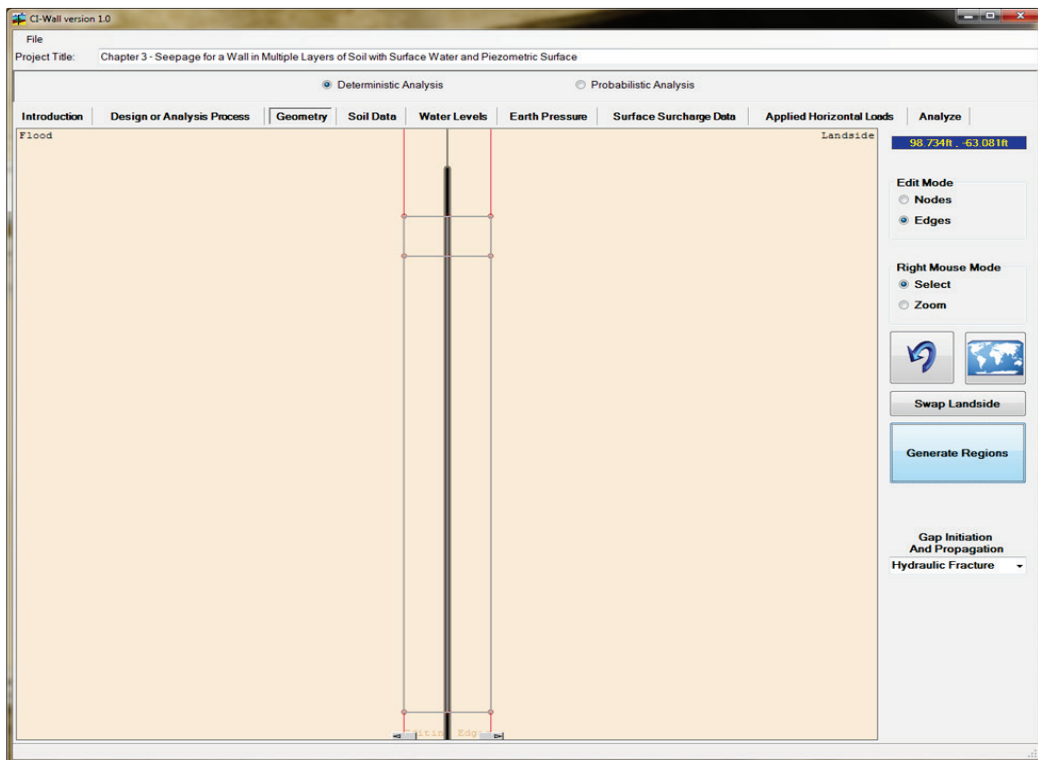 CI-Wall version 1.0
File
Project Title: Chapter 3 - Seepage for a Wall in Multiple Layers of Soil with Surface Water and Piezometric Surface
Deterministic Analysis Probabilistic Analysis
Introduction Design or Analysis Process Geometry Soil Data Water Levels Earth Pressure Surface Surcharge Data Applied Horizontal Loads Analyze
Flood Landside
98.734ft , -63.081ft
Edit Mode
Nodes
Edges
Right Mouse Mode
Select
Zoom
Swap Landside
Generate Regions
Gap Initiation
And Propagation
Hydraulic Fracture